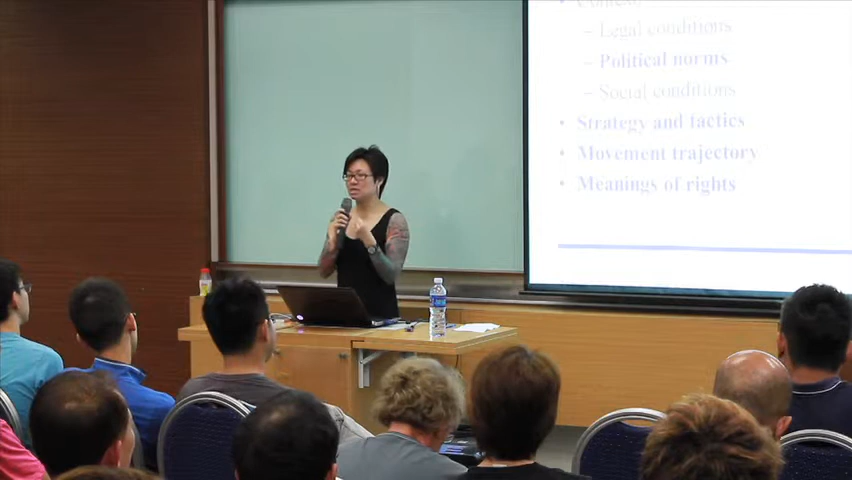 – Legal conditions
– Political norms
– Social conditions
• Strategy and tactics
• Movement trajectory
• Meanings of rights